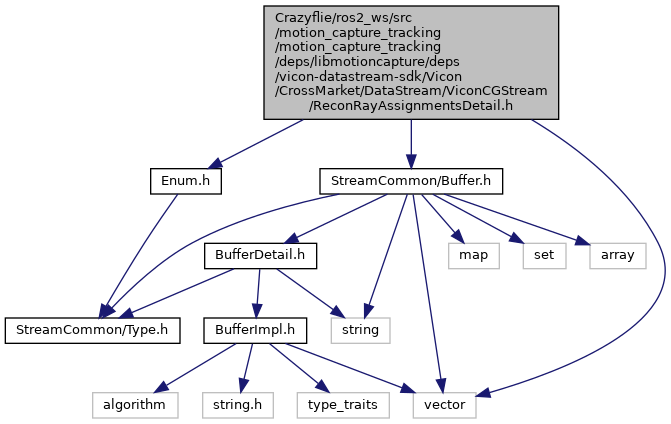 Crazyflie/ros2_ws/src
/motion_capture_tracking
/motion_capture_tracking
/deps/libmotioncapture/deps
/vicon-datastream-sdk/Vicon
/CrossMarket/DataStream/ViconCGStream
/ReconRayAssignmentsDetail.h
Enum.h
StreamCommon/Buffer.h
BufferDetail.h
map
set
array
StreamCommon/Type.h
BufferImpl.h
string
algorithm
string.h
type_traits
vector